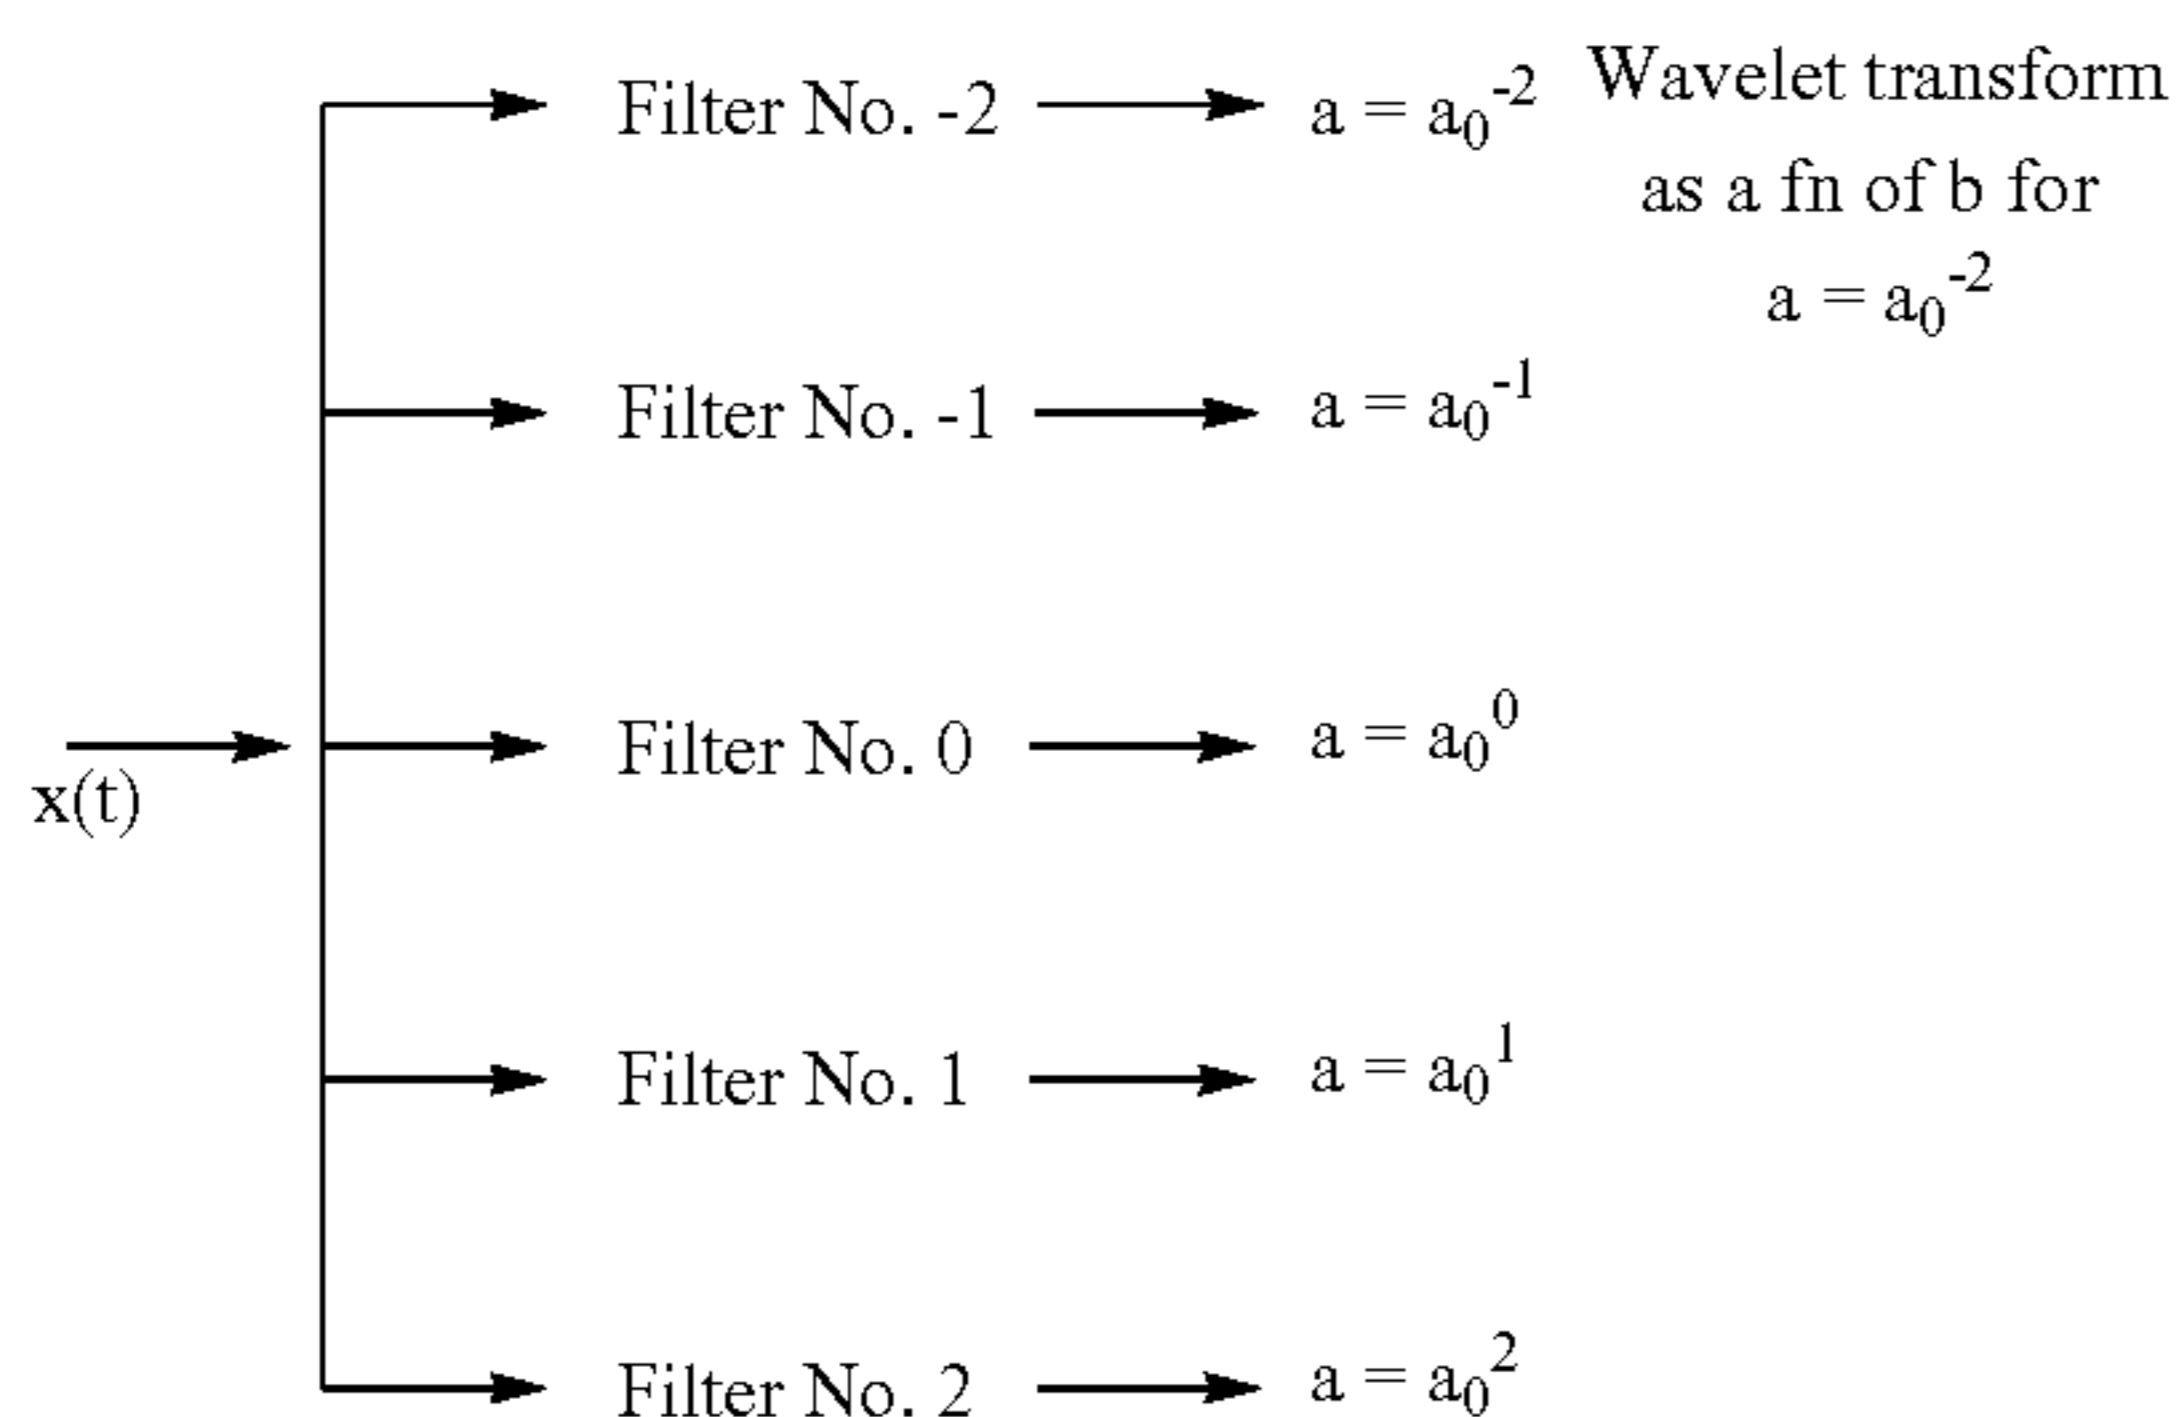 Filter No. -2 a = a₀⁻² Wavelet transform
as a fn of b for
a = a₀⁻²
Filter No. -1 a = a₀⁻¹
x(t) Filter No. 0 a = a₀⁰
Filter No. 1 a = a₀¹
Filter No. 2 a = a₀²